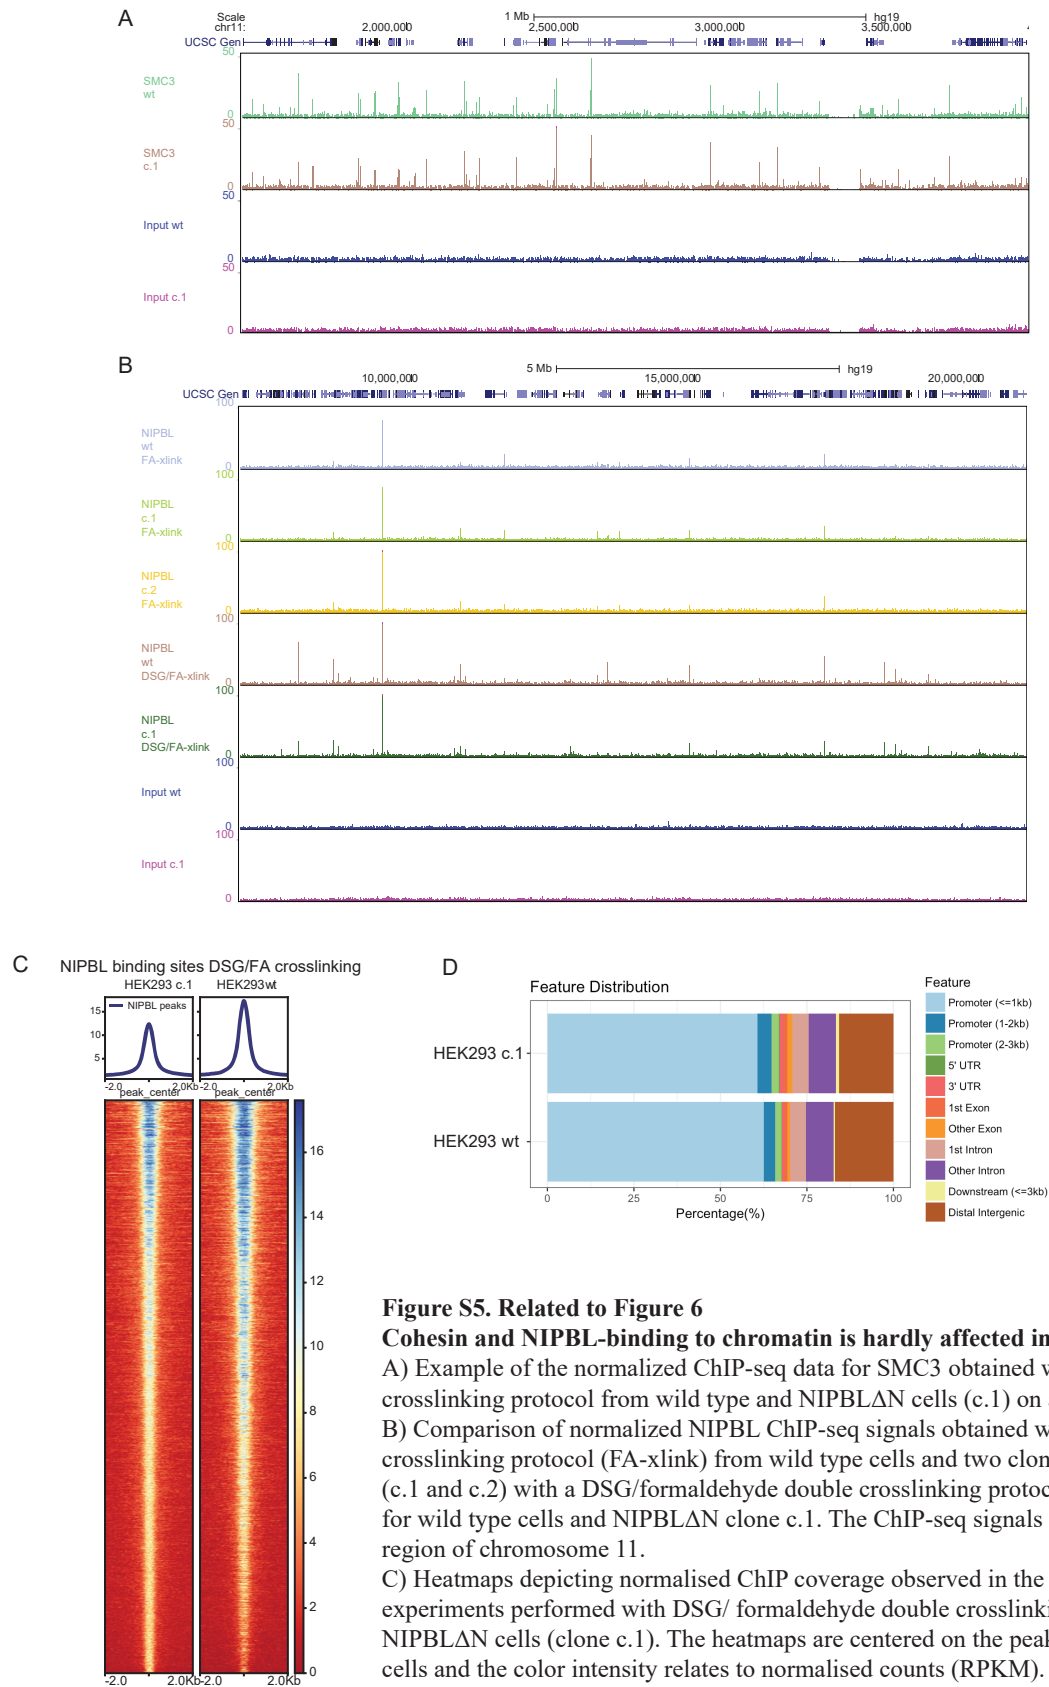 A
Scale
chr11:
1 Mb
hg19
2,000,000
2,500,000
3,000,000
3,500,000
UCSC Gen
50
SMC3
wt
0
50
SMC3
c.1
0
50
Input wt
0
50
Input c.1
0
B
5 Mb
hg19
10,000,000
15,000,000
20,000,000
UCSC Gen
100
NIPBL
wt
FA-xlink
0
100
NIPBL
c.1
FA-xlink
0
100
NIPBL
c.2
FA-xlink
0
100
NIPBL
wt
DSG/FA-xlink
0
100
NIPBL
c.1
DSG/FA-xlink
0
100
Input wt
0
100
Input c.1
0
C
NIPBL binding sites DSG/FA crosslinking
HEK293 c.1
HEK293wt
NIPBL peaks
15
10
5
-2.0
2.0Kb
-2.0
2.0Kb
peak_center
peak_center
16
14
12
10
8
6
4
2
0
-2.0
2.0Kb
-2.0
2.0Kb
D
Feature Distribution
HEK293 c.1
HEK293 wt
0
25
50
75
100
Percentage(%)
Feature
Promoter (<=1kb)
Promoter (1-2kb)
Promoter (2-3kb)
5' UTR
3' UTR
1st Exon
Other Exon
1st Intron
Other Intron
Downstream (<=3kb)
Distal Intergenic
Figure S5. Related to Figure 6
Cohesin and NIPBL-binding to chromatin is hardly affected in
A) Example of the normalized ChIP-seq data for SMC3 obtained w
crosslinking protocol from wild type and NIPBLΔN cells (c.1) on
B) Comparison of normalized NIPBL ChIP-seq signals obtained w
crosslinking protocol (FA-xlink) from wild type cells and two clon
(c.1 and c.2) with a DSG/formaldehyde double crosslinking protoc
for wild type cells and NIPBLΔN clone c.1. The ChIP-seq signals
region of chromosome 11.
C) Heatmaps depicting normalised ChIP coverage observed in the
experiments performed with DSG/ formaldehyde double crosslinki
NIPBLΔN cells (clone c.1). The heatmaps are centered on the peak
cells and the color intensity relates to normalised counts (RPKM).